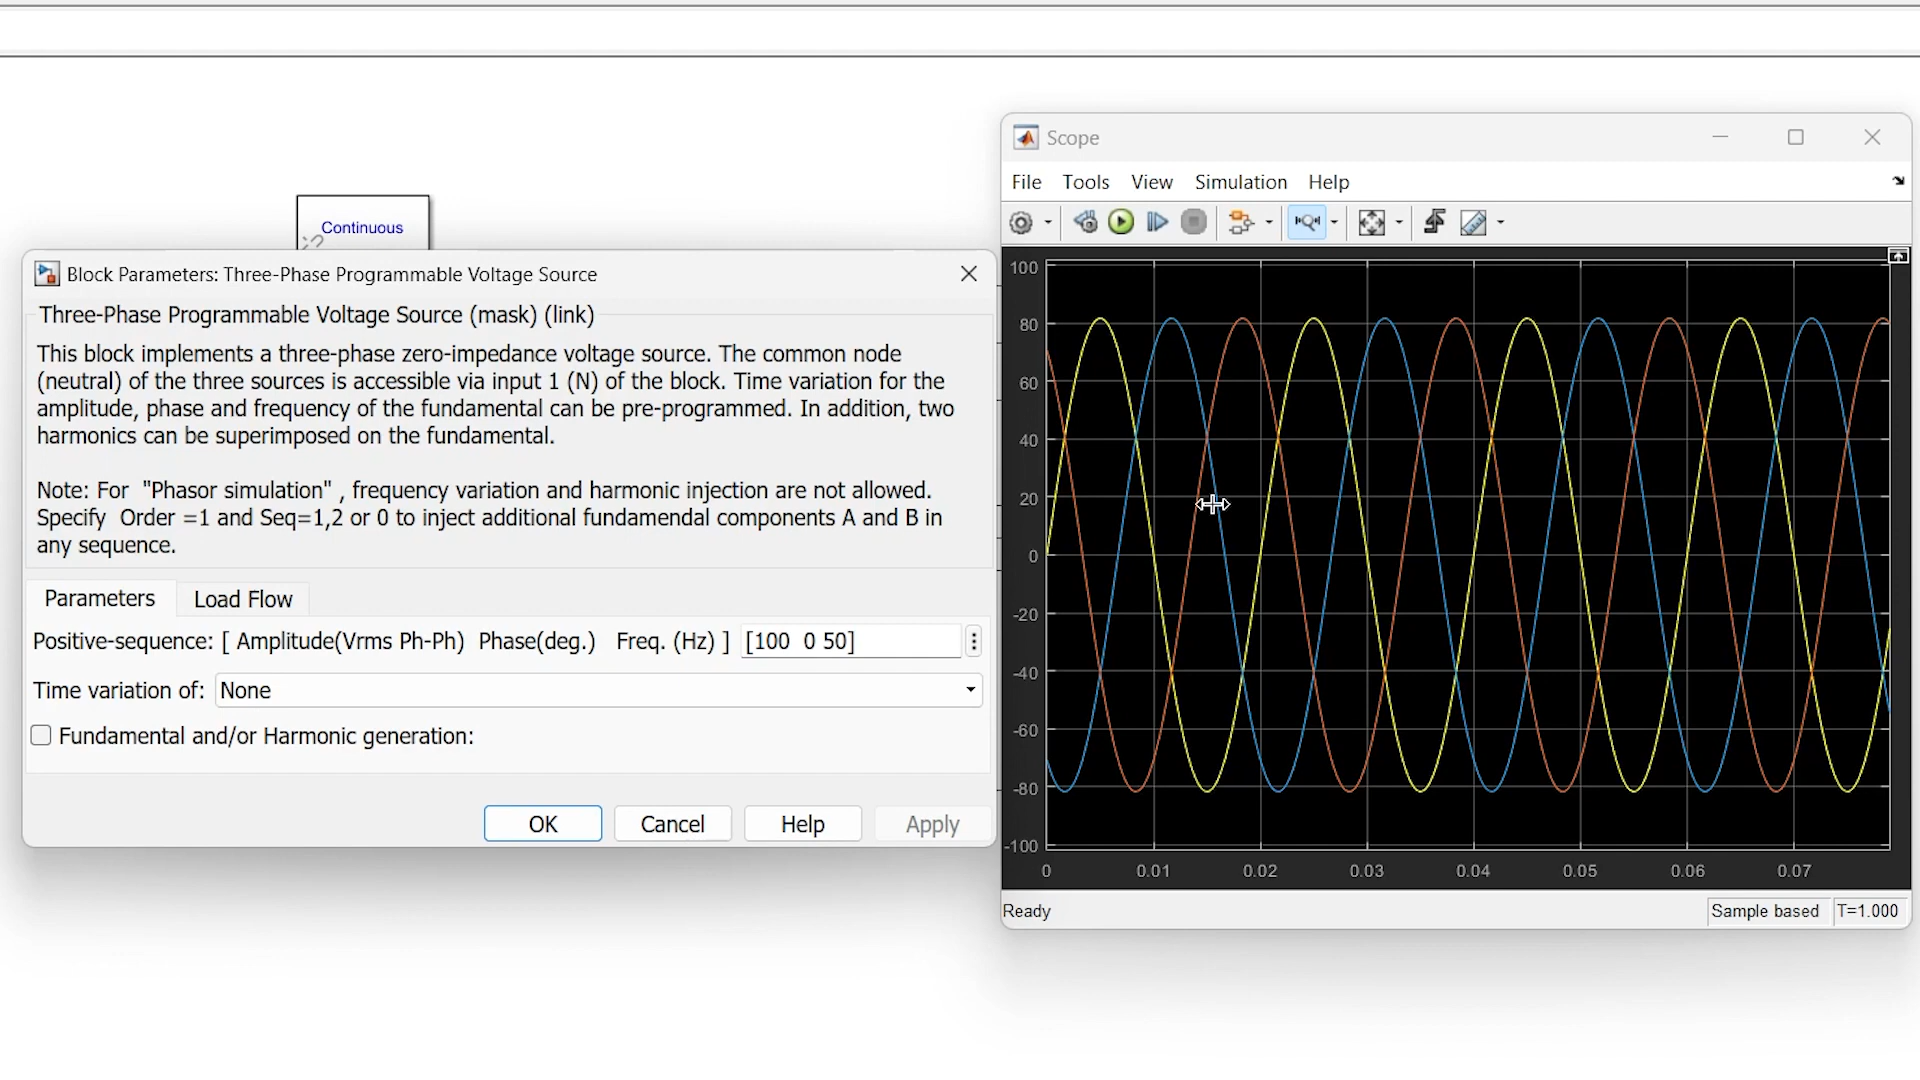 Continuous
Block Parameters: Three-Phase Programmable Voltage Source
Three-Phase Programmable Voltage Source (mask) (link)
This block implements a three-phase zero-impedance voltage source. The common node
(neutral) of the three sources is accessible via input 1 (N) of the block. Time variation for the
amplitude, phase and frequency of the fundamental can be pre-programmed. In addition, two
harmonics can be superimposed on the fundamental.
Note: For "Phasor simulation" , frequency variation and harmonic injection are not allowed.
Specify Order =1 and Seq=1,2 or 0 to inject additional fundamendal components A and B in
any sequence.
Parameters Load Flow
Positive-sequence: [ Amplitude(Vrms Ph-Ph) Phase(deg.) Freq. (Hz) ] [100 0 50]
Time variation of: None
Fundamental and/or Harmonic generation:
OK Cancel Help Apply
Scope
File Tools View Simulation Help
100
80
60
40
20
0
-20
-40
-60
-80
-100
0 0.01 0.02 0.03 0.04 0.05 0.06 0.07
Ready Sample based T=1.000